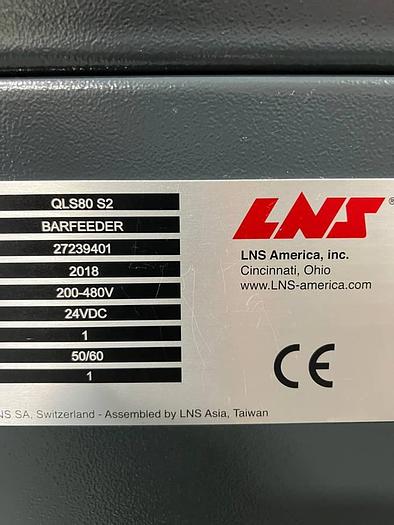 QLS80 S2
BARFEEDER
27239401
2018
200-480V
24VDC
1
50/60
1
LNS®
LNS America, inc.
Cincinnati, Ohio
www.LNS-america.com
CE
NS SA, Switzerland - Assembled by LNS Asia, Taiwan